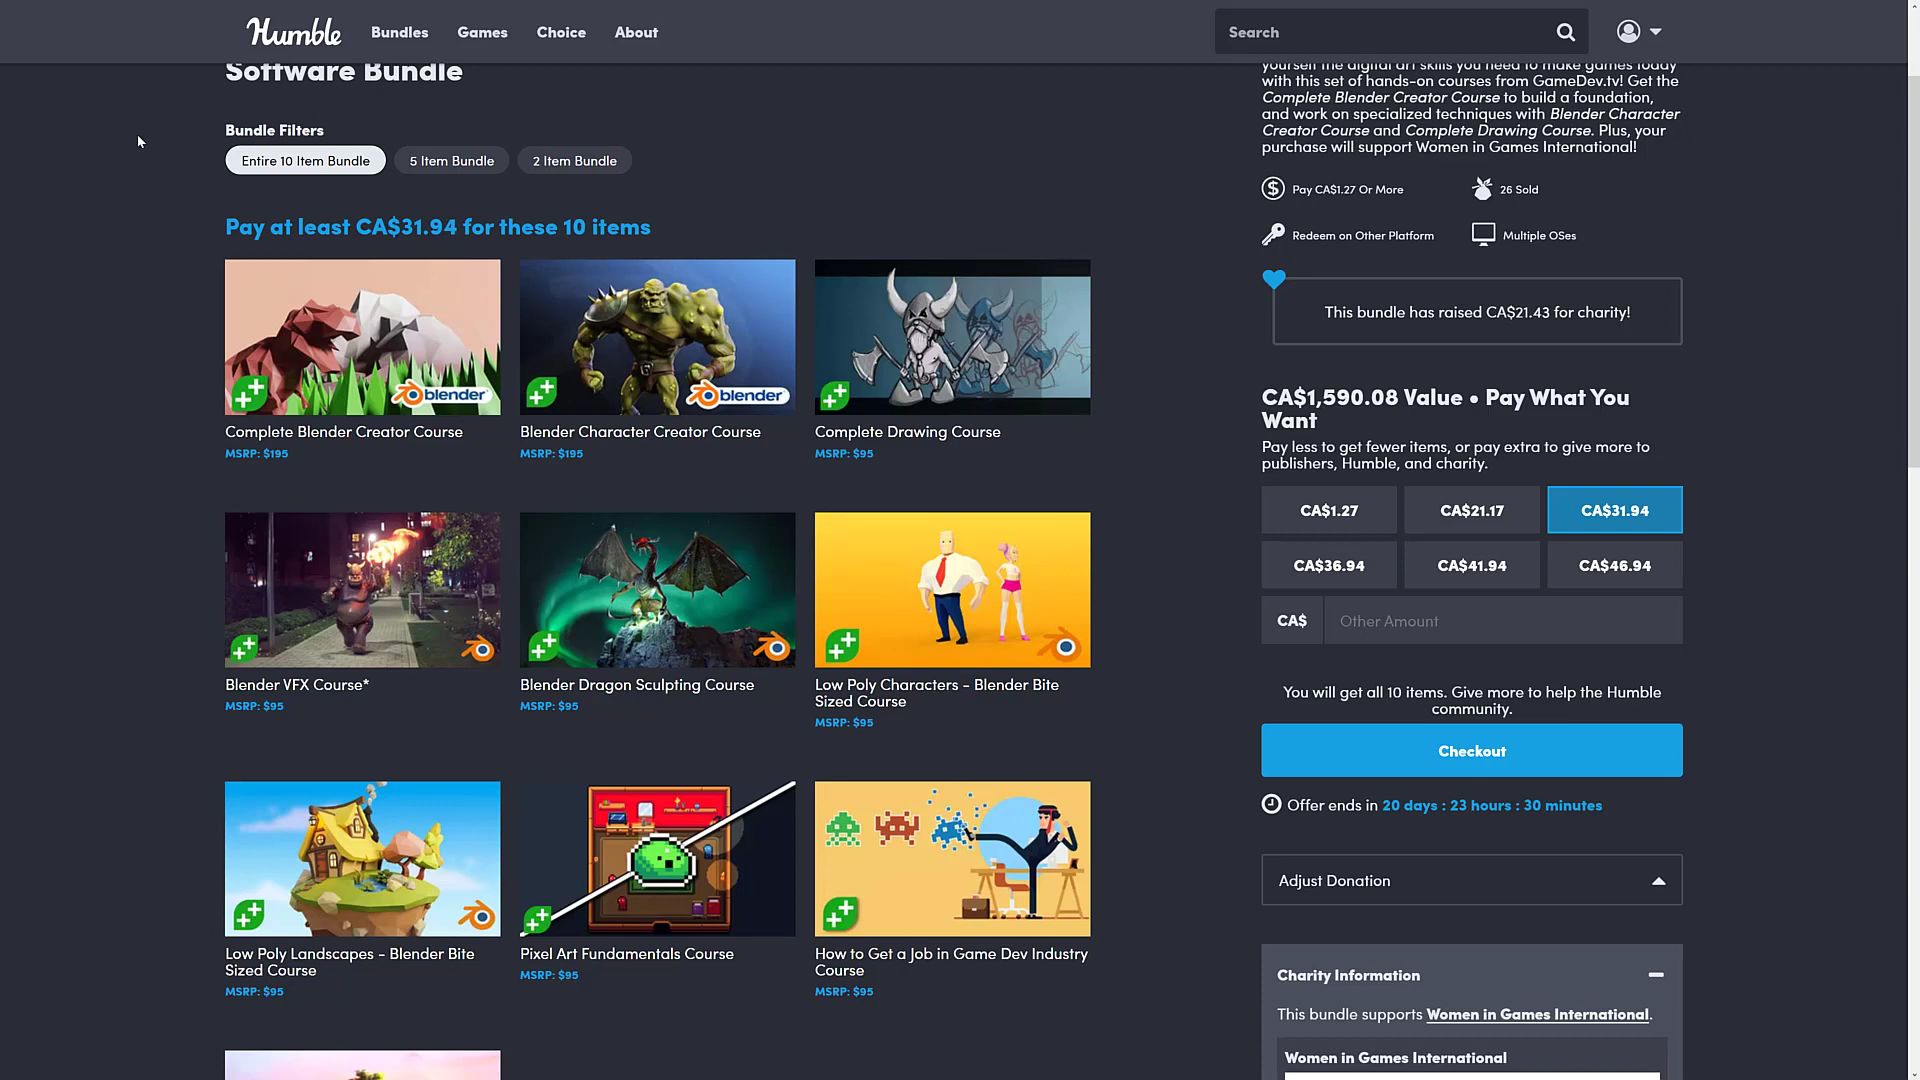 Humble
Bundles
Games
Choice
About
Search
Software Bundle
Bundle Filters
Entire 10 Item Bundle
5 Item Bundle
2 Item Bundle
Pay at least CA$31.94 for these 10 items
blender
Complete Blender Creator Course
MSRP: $195
blender
Blender Character Creator Course
MSRP: $195
Complete Drawing Course
MSRP: $95
Blender VFX Course*
MSRP: $95
Blender Dragon Sculpting Course
MSRP: $95
Low Poly Characters - Blender Bite
Sized Course
MSRP: $95
Low Poly Landscapes - Blender Bite
Sized Course
MSRP: $95
Pixel Art Fundamentals Course
MSRP: $95
How to Get a Job in Game Dev Industry
Course
MSRP: $95
yourself the digital art skills you need to make games today
with this set of hands-on courses from GameDev.tv! Get the
Complete Blender Creator Course to build a foundation,
and work on specialized techniques with Blender Character
Creator Course and Complete Drawing Course. Plus, your
purchase will support Women in Games International!
Pay CA$1.27 Or More
26 Sold
Redeem on Other Platform
Multiple OSes
This bundle has raised CA$21.43 for charity!
CA$1,590.08 Value • Pay What You
Want
Pay less to get fewer items, or pay extra to give more to
publishers, Humble, and charity.
CA$1.27
CA$21.17
CA$31.94
CA$36.94
CA$41.94
CA$46.94
CA$
Other Amount
You will get all 10 items. Give more to help the Humble
community.
Checkout
Offer ends in 20 days : 23 hours : 30 minutes
Adjust Donation
Charity Information
This bundle supports Women in Games International.
Women in Games International